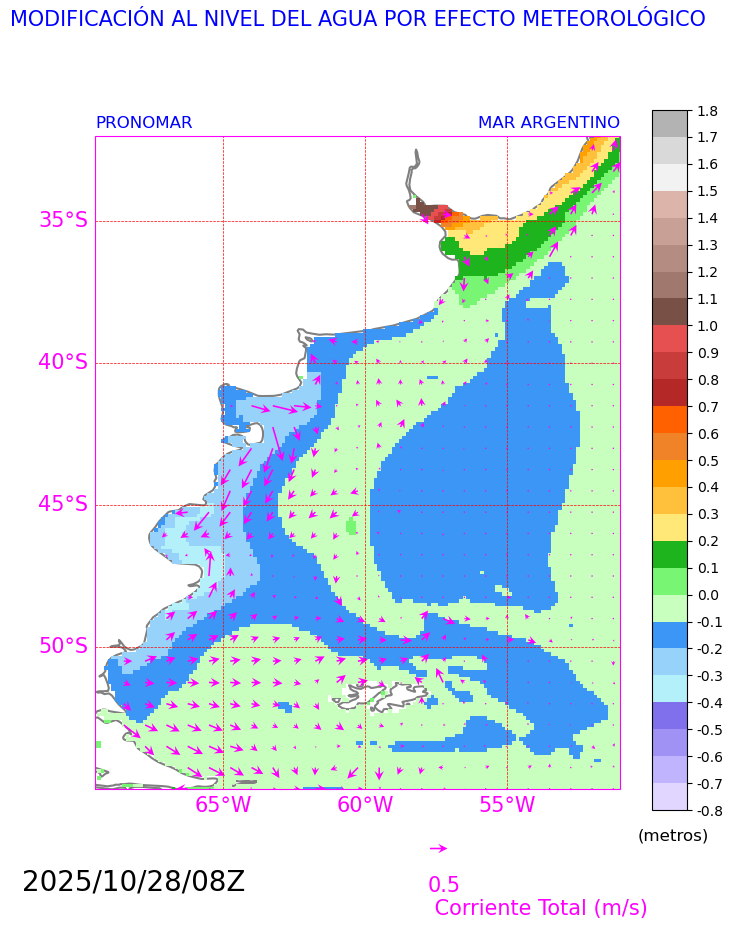 MODIFICACIÓN AL NIVEL DEL AGUA POR EFECTO METEOROLÓGICO
PRONOMAR MAR ARGENTINO
35°S
40°S
45°S
50°S
65°W 60°W 55°W
1.8
1.7
1.6
1.5
1.4
1.3
1.2
1.1
1.0
0.9
0.8
0.7
0.6
0.5
0.4
0.3
0.2
0.1
0.0
-0.1
-0.2
-0.3
-0.4
-0.5
-0.6
-0.7
-0.8
(metros)
2025/10/28/08Z
0.5
Corriente Total (m/s)